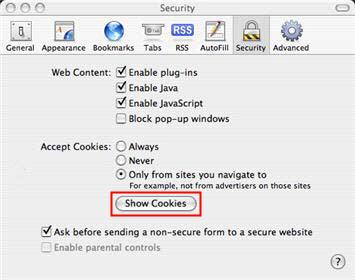 Security
General Appearance Bookmarks Tabs RSS AutoFill Security Advanced
RSS
Web Content: Enable plug-ins
Enable Java
Enable JavaScript
Block pop-up windows
Accept Cookies: Always
Never
Only from sites you navigate to
For example, not from advertisers on those sites
Show Cookies
Ask before sending a non-secure form to a secure website
Enable parental controls
?